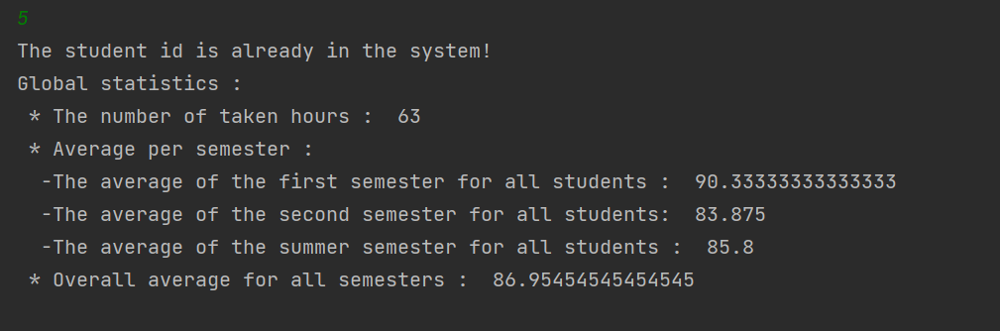 5
The student id is already in the system!
Global statistics :
* The number of taken hours :  63
* Average per semester :
-The average of the first semester for all students :  90.33333333333333
-The average of the second semester for all students:  83.875
-The average of the summer semester for all students :  85.8
* Overall average for all semesters :  86.95454545454545